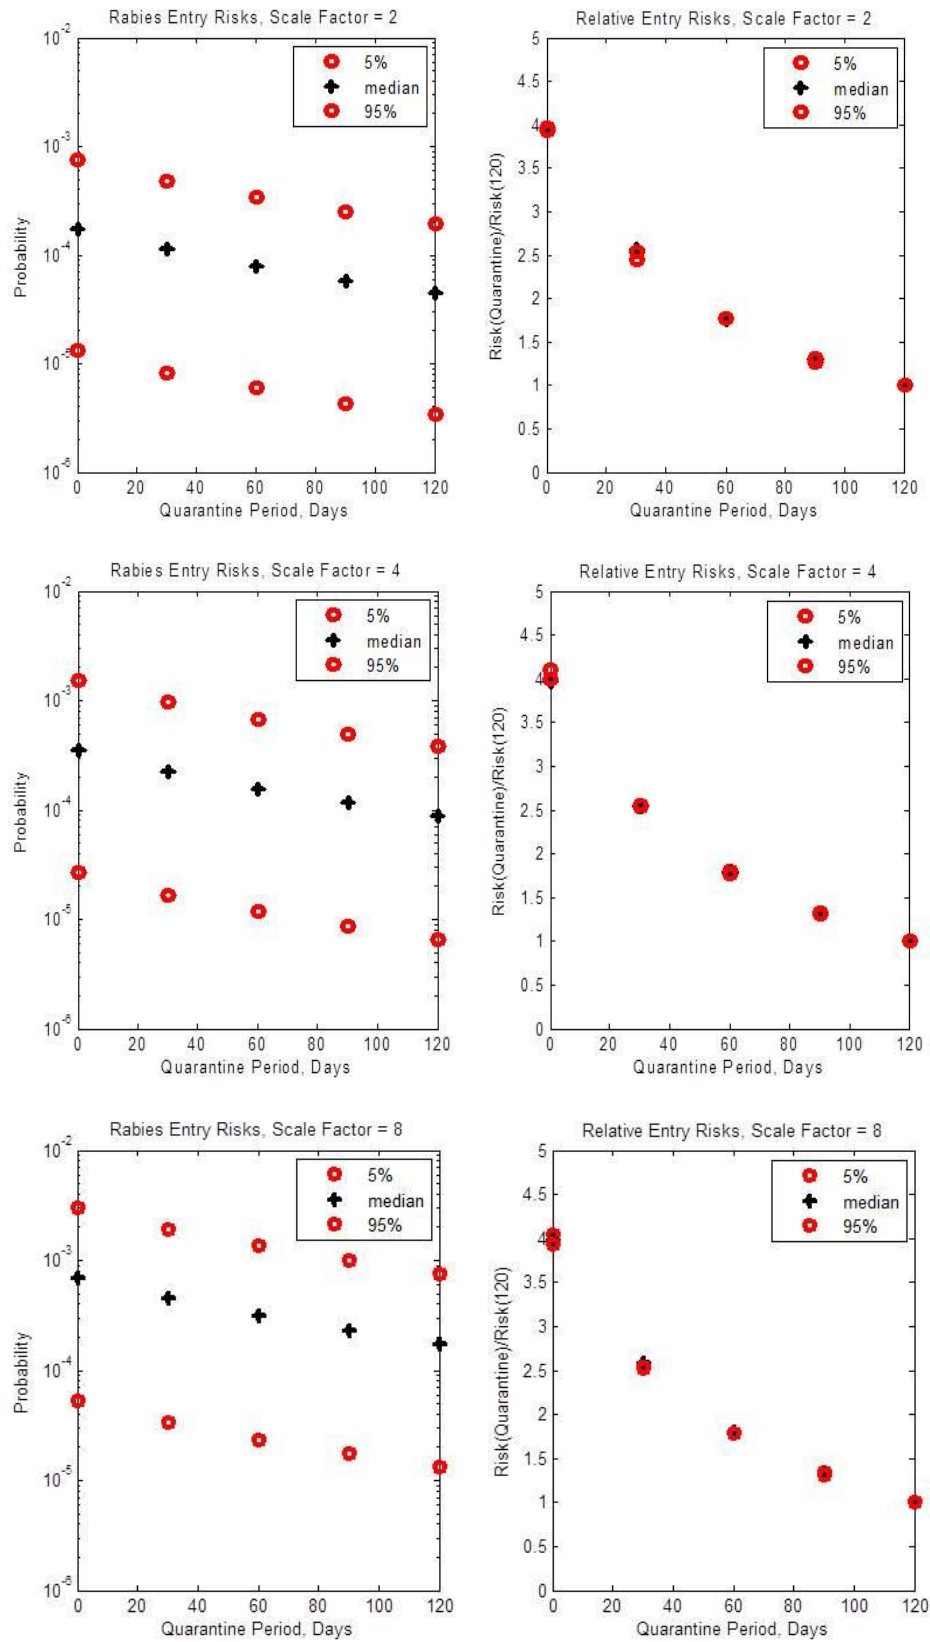 Rabies Entry Risks, Scale Factor = 2
10^-2
10^-3
10^-4
10^-5
10^-6
Probability
5%
median
95%
0 20 40 60 80 100 120
Quarantine Period, Days
Relative Entry Risks, Scale Factor = 2
5
4.5
4
3.5
3
2.5
2
1.5
1
0.5
0
Risk(Quarantine)/Risk(120)
5%
median
95%
0 20 40 60 80 100 120
Quarantine Period, Days
Rabies Entry Risks, Scale Factor = 4
10^-2
10^-3
10^-4
10^-5
10^-6
Probability
5%
median
95%
0 20 40 60 80 100 120
Quarantine Period, Days
Relative Entry Risks, Scale Factor = 4
5
4.5
4
3.5
3
2.5
2
1.5
1
0.5
0
Risk(Quarantine)/Risk(120)
5%
median
95%
0 20 40 60 80 100 120
Quarantine Period, Days
Rabies Entry Risks, Scale Factor = 8
10^-2
10^-3
10^-4
10^-5
10^-6
Probability
5%
median
95%
0 20 40 60 80 100 120
Quarantine Period, Days
Relative Entry Risks, Scale Factor = 8
5
4.5
4
3.5
3
2.5
2
1.5
1
0.5
0
Risk(Quarantine)/Risk(120)
5%
median
95%
0 20 40 60 80 100 120
Quarantine Period, Days